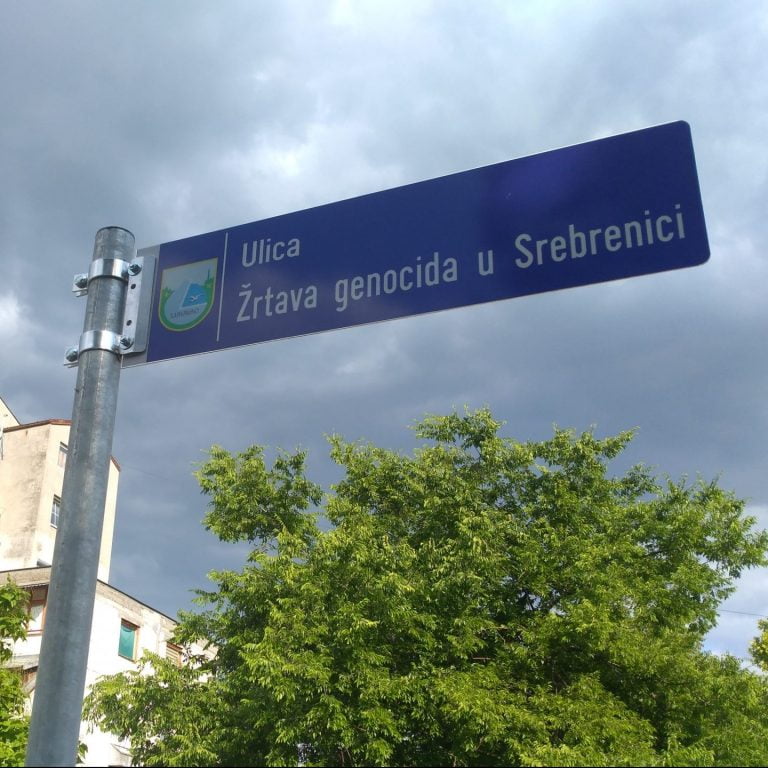 Ulica
Žrtava genocida u Srebrenici